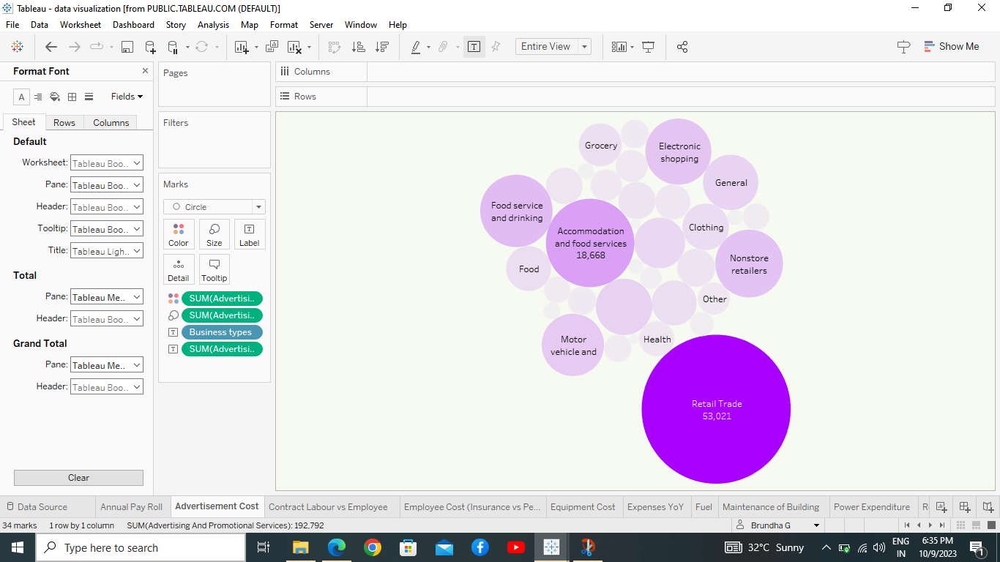 Tableau - data visualization [from PUBLIC.TABLEAU.COM (DEFAULT)]
File Data Worksheet Dashboard Story Analysis Map Format Server Window Help
Entire View
Show Me
Format Font
A Fields
Sheet Rows Columns
Default
Worksheet: Tableau Boo..
Pane: Tableau Boo..
Header: Tableau Boo..
Tooltip: Tableau Boo..
Title: Tableau Ligh..
Total
Pane: Tableau Me..
Header: Tableau Boo..
Grand Total
Pane: Tableau Me..
Header: Tableau Boo..
Clear
Pages
Filters
Marks
Circle
Color Size Label
Detail Tooltip
SUM(Advertisi..
SUM(Advertisi..
Business types
SUM(Advertisi..
Columns
Rows
Grocery
Electronic
shopping
General
Food service
and drinking
Accommodation
and food services
18,668
Clothing
Nonstore
retailers
Food
Other
Motor
vehicle and
Health
Retail Trade
53,021
Data Source Annual Pay Roll Advertisement Cost Contract Labour vs Employee Employee Cost (Insurance vs Pe... Equipment Cost Expenses YoY Fuel Maintenance of Building Power Expenditure
34 marks 1 row by 1 column SUM(Advertising And Promotional Services): 192,792 Brundha G
Type here to search
32°C Sunny
ENG
IN
6:35 PM
10/9/2023
1